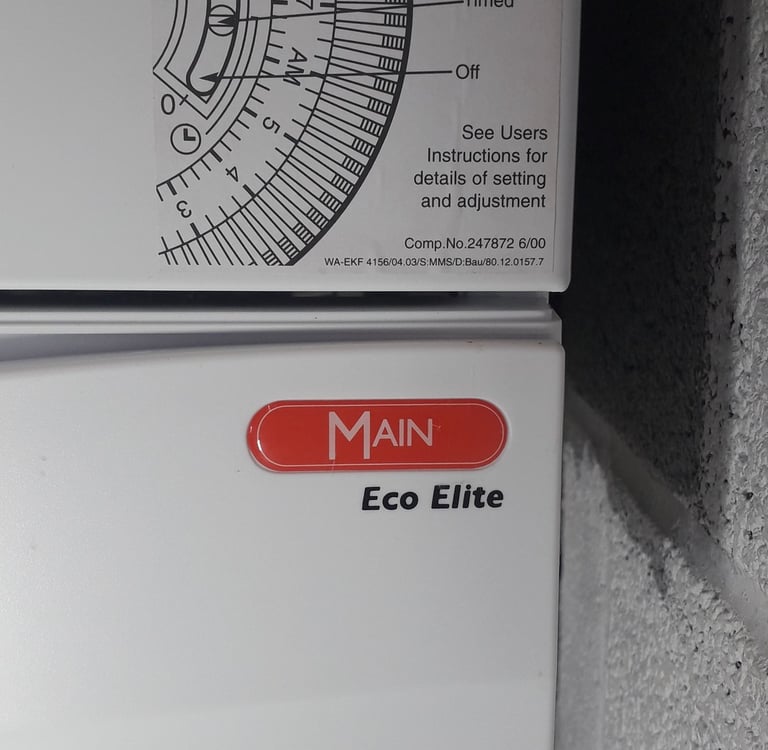 Timed
7
AM
Off
0
5
4
3
See Users
Instructions for
details of setting
and adjustment
Comp.No.247872 6/00
WA-EKF 4156/04.03/S:MMS/D:Bau/80.12.0157.7
MAIN
Eco Elite